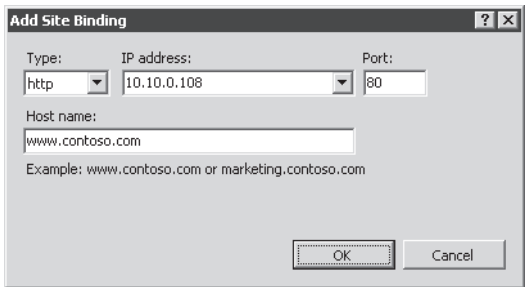 Add Site Binding
Type: IP address: Port:
http 10.10.0.108 80
Host name:
www.contoso.com
Example: www.contoso.com or marketing.contoso.com
OK Cancel